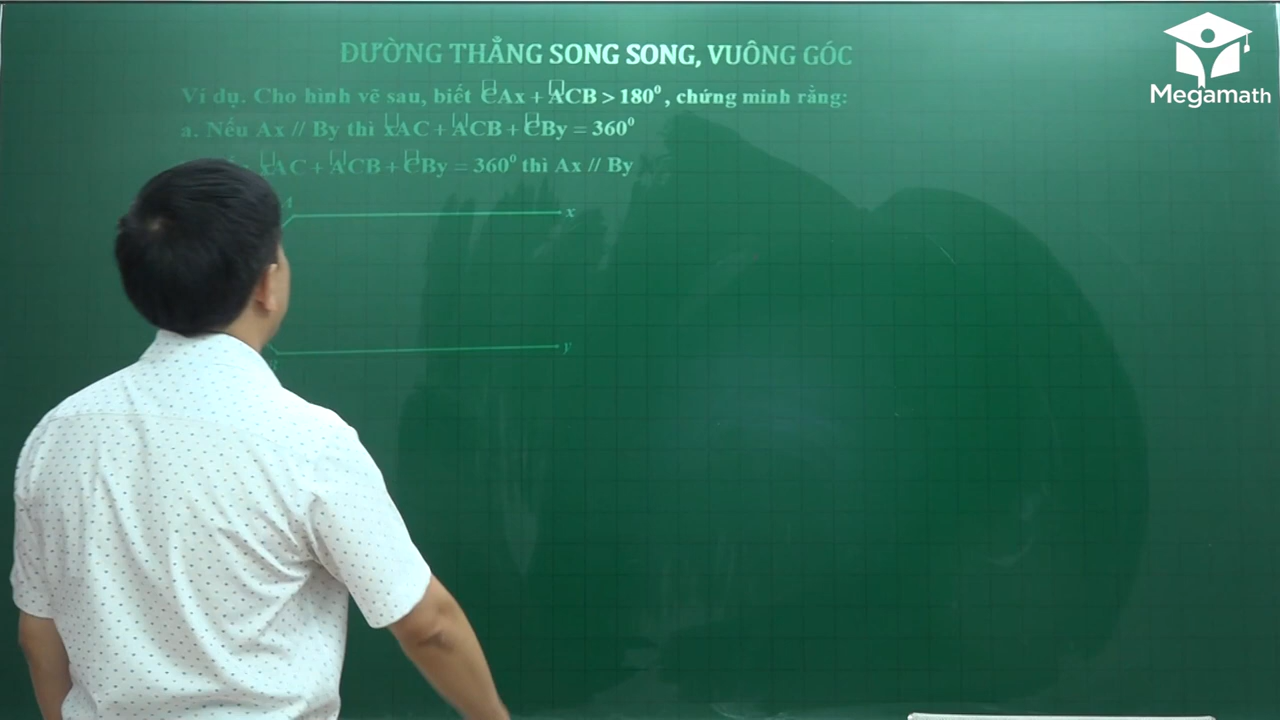 ĐƯỜNG THẲNG SONG SONG, VUÔNG GÓC
Megamath
Ví dụ. Cho hình vẽ sau, biết CAx + ACB > 180⁰, chứng minh rằng:
a. Nếu Ax // By thì xAC + ACB + CBy = 360⁰
xAC + ACB + CBy = 360⁰ thì Ax // By
A
x
y